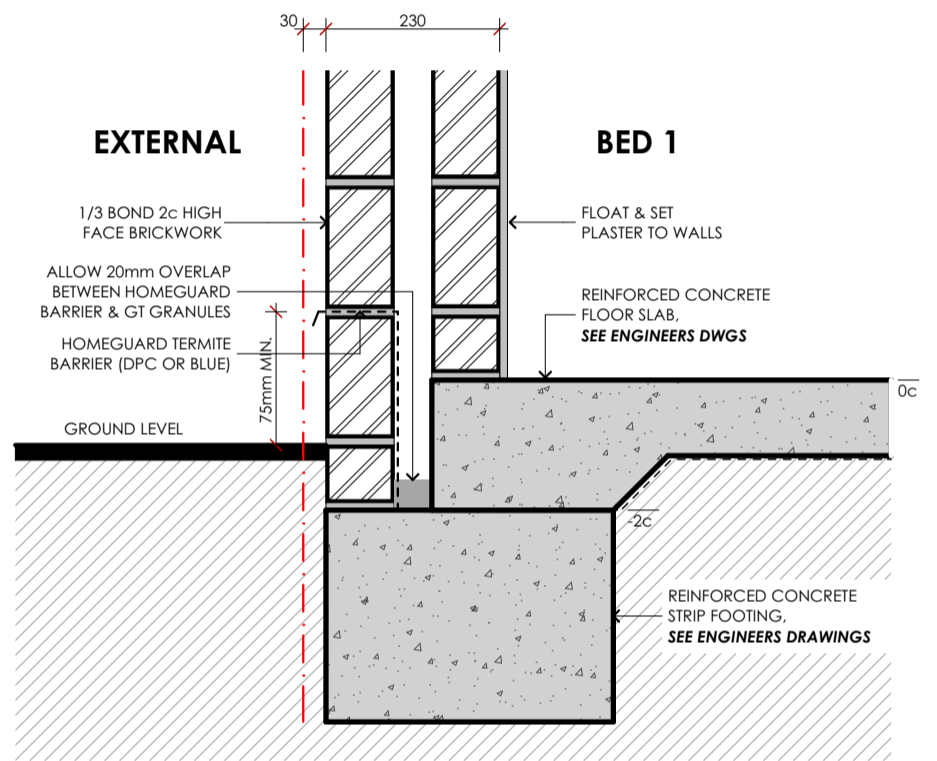 30
230
EXTERNAL
BED 1
1/3 BOND 2c HIGH
FACE BRICKWORK
FLOAT & SET
PLASTER TO WALLS
ALLOW 20mm OVERLAP
BETWEEN HOMEGUARD
BARRIER & GT GRANULES
REINFORCED CONCRETE
FLOOR SLAB,
SEE ENGINEERS DWGS
HOMEGUARD TERMITE
BARRIER (DPC OR BLUE)
75mm MIN.
0c
GROUND LEVEL
-2c
REINFORCED CONCRETE
STRIP FOOTING,
SEE ENGINEERS DRAWINGS